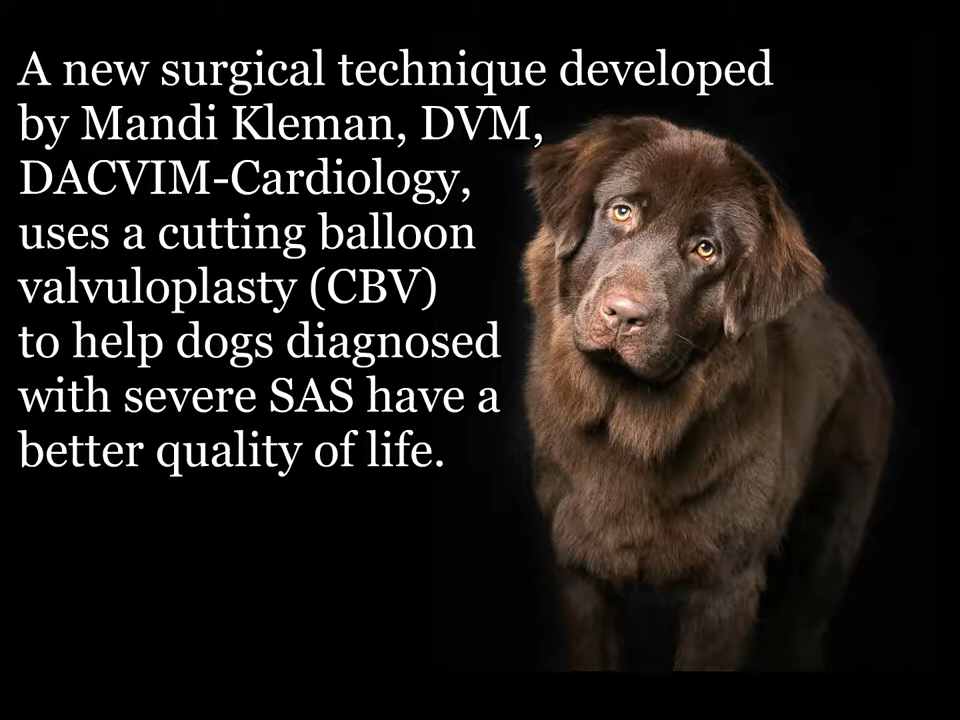 A new surgical technique developed
by Mandi Kleman, DVM,
DACVIM-Cardiology,
uses a cutting balloon
valvuloplasty (CBV)
to help dogs diagnosed
with severe SAS have a
better quality of life.